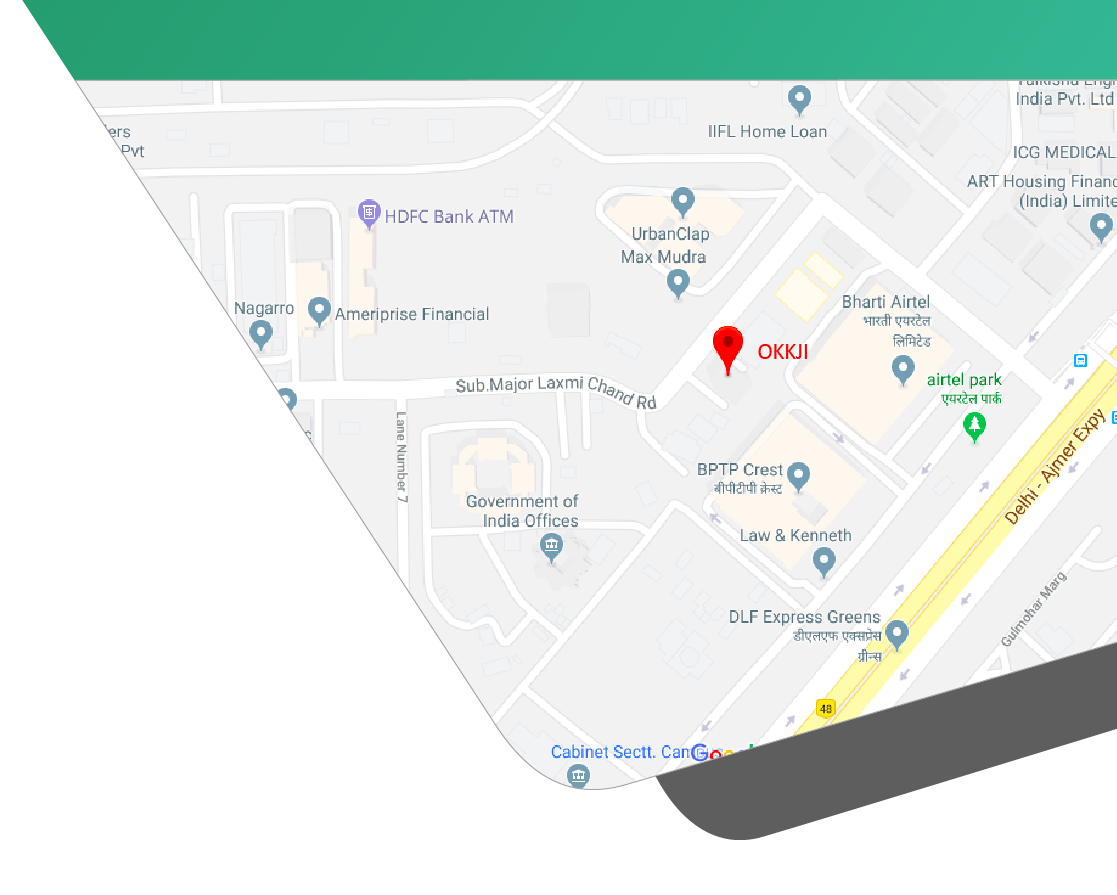 India Pvt. Ltd
IIFL Home Loan
ers
Pvt
ICG MEDICAL
ART Housing Financ
(India) Limite
HDFC Bank ATM
UrbanClap
Max Mudra
Nagarro
Ameriprise Financial
Bharti Airtel
भारती एयरटेल
लिमिटेड
OKKJI
airtel park
एयरटेल पार्क
Sub.Major Laxmi Chand Rd
Lane Number 7
Delhi - Ajmer Expy
BPTP Crest
बीपीटीपी क्रेस्ट
Government of
India Offices
Law & Kenneth
Gulmohar Marg
DLF Express Greens
डीएलएफ एक्सप्रेस
ग्रीन्स
48
Cabinet Sectt. Cam